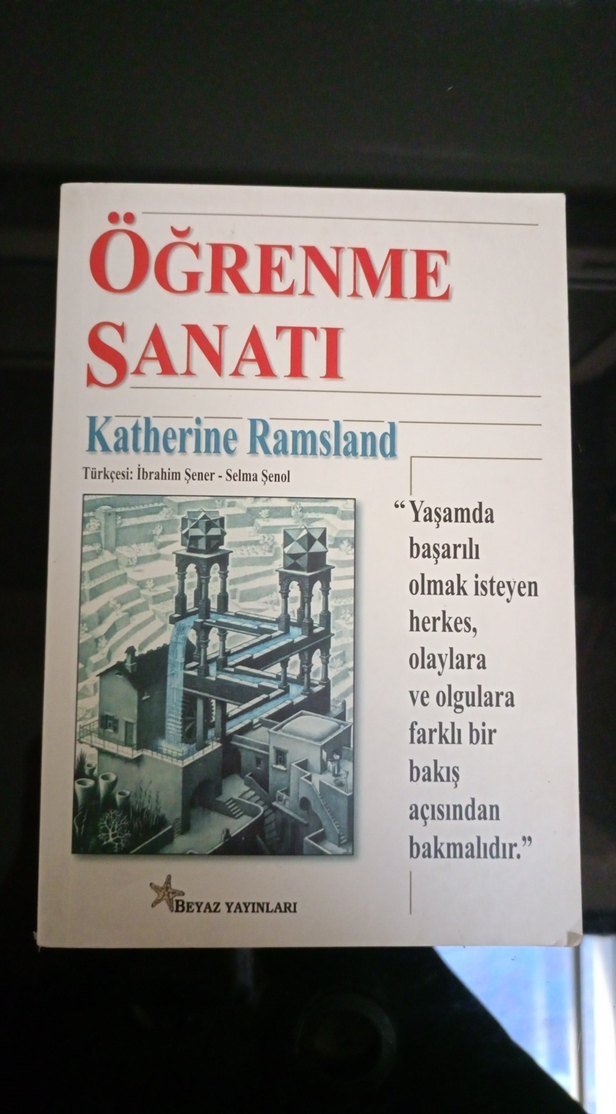 ÖĞRENME
SANATI
Katherine Ramsland
Türkçesi: İbrahim Şener - Selma Şenol
“Yaşamda
başarılı
olmak isteyen
herkes,
olaylara
ve olgulara
farklı bir
bakış
açısından
bakmalıdır.”
BEYAZ YAYINLARI